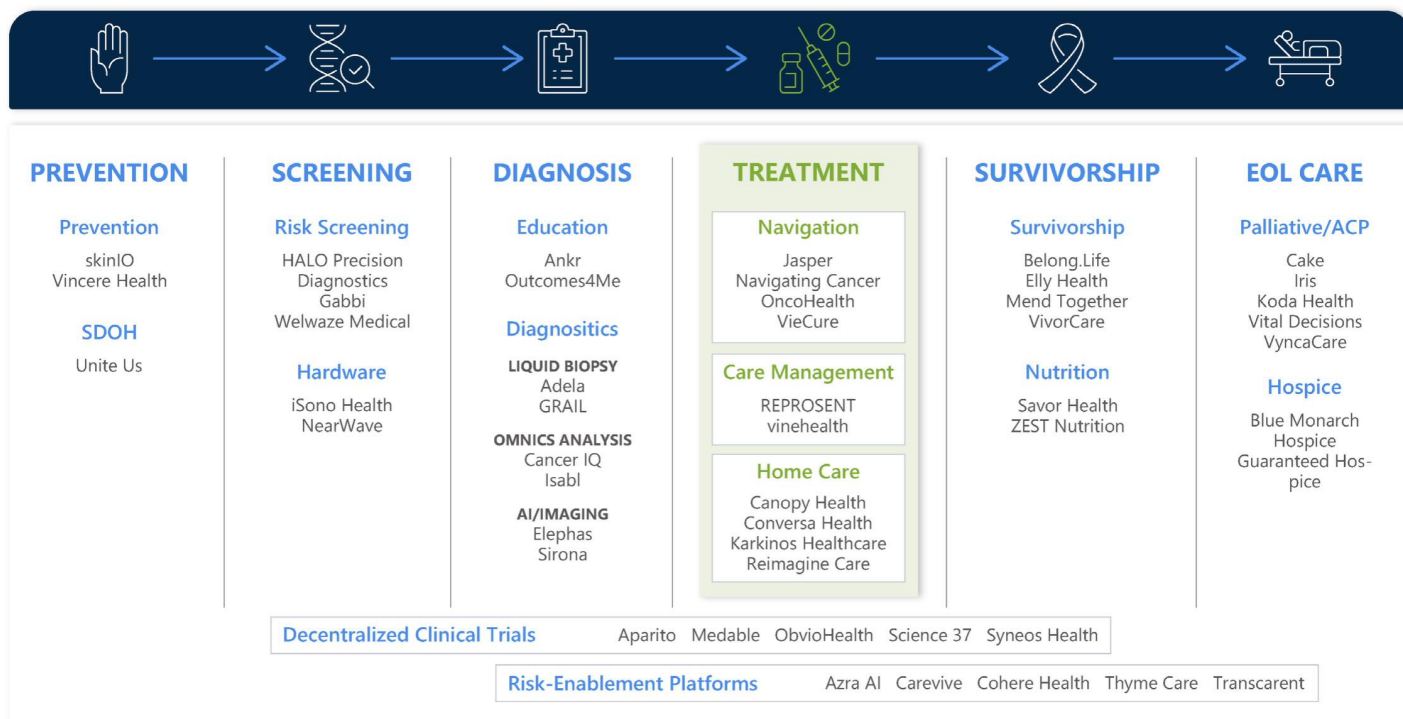 PREVENTION
Prevention
skinIO
Vincere Health
SDOH
Unite Us
SCREENING
Risk Screening
HALO Precision
Diagnostics
Gabbi
Welwaze Medical
Hardware
iSono Health
NearWave
DIAGNOSIS
Education
Ankr
Outcomes4Me
Diagnositics
LIQUID BIOPSY
Adela
GRAIL
OMNICS ANALYSIS
Cancer IQ
Isabl
AI/IMAGING
Elephas
Sirona
TREATMENT
Navigation
Jasper
Navigating Cancer
OncoHealth
VieCure
Care Management
REPROSENT
vinehealth
Home Care
Canopy Health
Conversa Health
Karkinos Healthcare
Reimagine Care
SURVIVORSHIP
Survivorship
Belong.Life
Elly Health
Mend Together
VivorCare
Nutrition
Savor Health
ZEST Nutrition
EOL CARE
Palliative/ACP
Cake
Iris
Koda Health
Vital Decisions
VyncaCare
Hospice
Blue Monarch
Hospice
Guaranteed Hos-
pice
Decentralized Clinical Trials Aparito Medable ObvioHealth Science 37 Syneos Health
Risk-Enablement Platforms Azra AI Carevive Cohere Health Thyme Care Transcarent